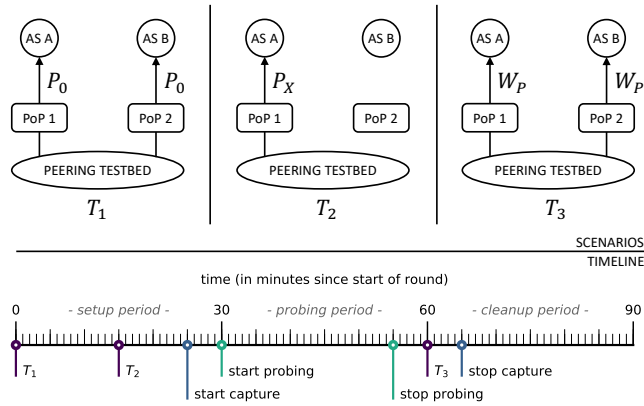 AS A
AS B
AS A
AS B
AS A
AS B
P0
P0
PX
WP
WP
PoP 1
PoP 2
PoP 1
PoP 2
PoP 1
PoP 2
PEERING TESTBED
PEERING TESTBED
PEERING TESTBED
T1
T2
T3
SCENARIOS
TIMELINE
time (in minutes since start of round)
0
- setup period -
30
- probing period -
60
- cleanup period -
90
T1
T2
start probing
T3
stop capture
start capture
stop probing